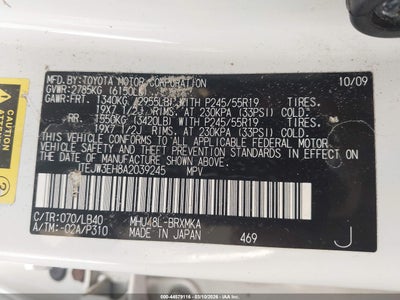 MFD. BY: TOYOTA MOTOR CORPORATION 10/09
GVWR: 2785KG (6150LB)
GAWR: FRT. 1340KG (2955LB) WITH P245/55R19 TIRES,
19X7 1/2J RIMS, AT 230KPA (33PSI) COLD.
RR. 1550KG (3420LB) WITH P245/55R19 TIRES,
19X7 1/2J RIMS, AT 230KPA (33PSI) COLD.
THIS VEHICLE CONFORMS TO ALL APPLICABLE FEDERAL MOTOR
VEHICLE SAFETY, BUMPER, AND THEFT PREVENTION STANDARDS
IN EFFECT ON THE DATE OF MANUFACTURE SHOWN ABOVE.
JTEJW3EH8A2039245 MPV
C/TR: 070/LB40 MHU48L-BRXMKA
A/TM: -02A/P310 MADE IN JAPAN 469 J
CAUTION